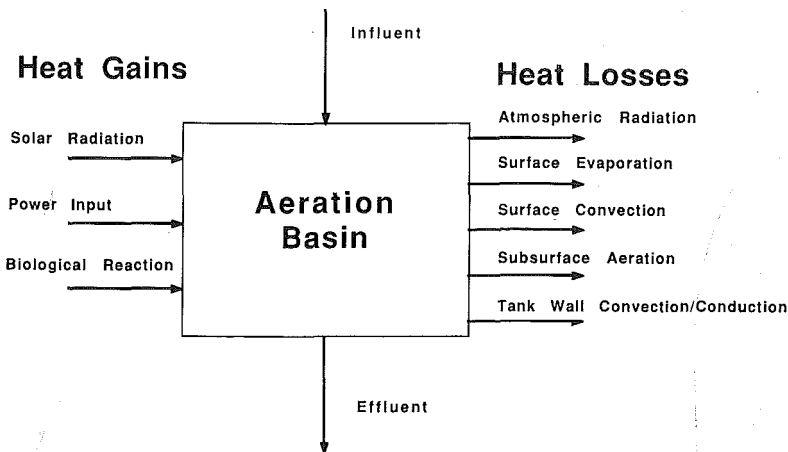 Influent
Heat Gains
Heat Losses
Solar Radiation
Power Input
Biological Reaction
Aeration
Basin
Atmospheric Radiation
Surface Evaporation
Surface Convection
Subsurface Aeration
Tank Wall Convection/Conduction
Effluent